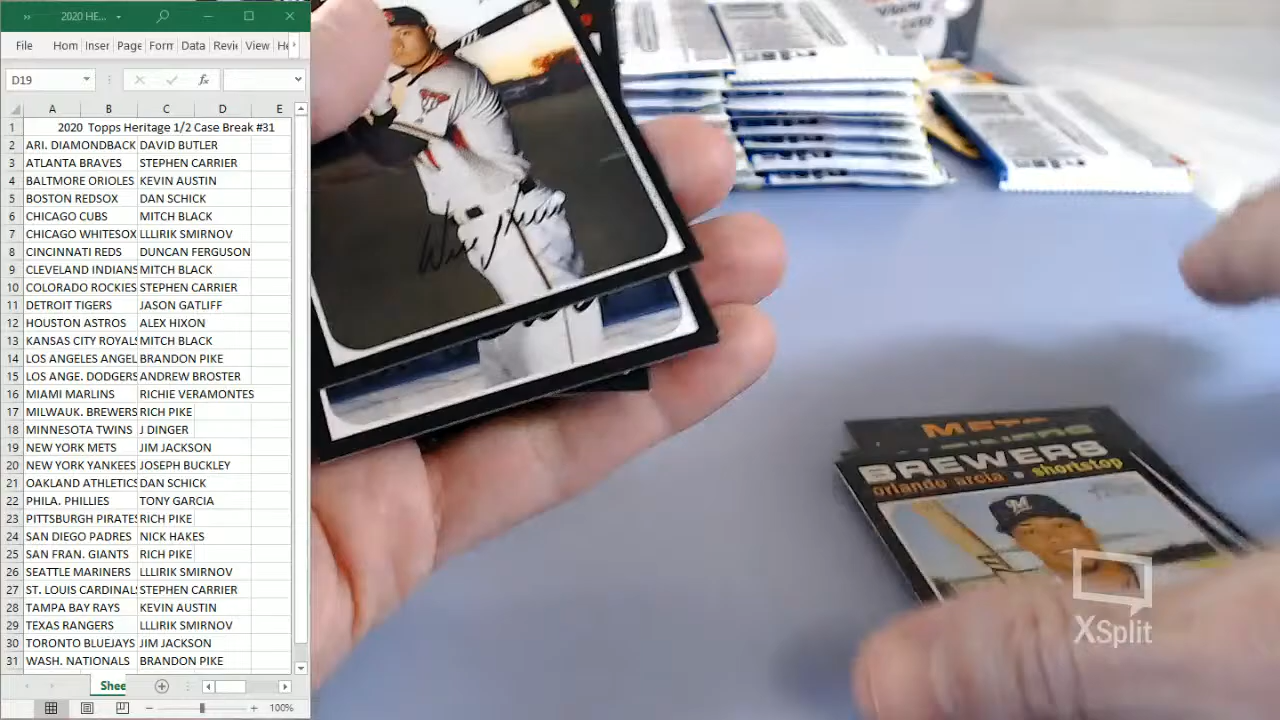 2020 HE...
File Hom Inser Page Form Data Revie View He
D19 fx
A B C D E
1 2020 Topps Heritage 1/2 Case Break #31
2 ARI. DIAMONDBACK DAVID BUTLER
3 ATLANTA BRAVES STEPHEN CARRIER
4 BALTMORE ORIOLES KEVIN AUSTIN
5 BOSTON REDSOX DAN SCHICK
6 CHICAGO CUBS MITCH BLACK
7 CHICAGO WHITESOX LLLIRIK SMIRNOV
8 CINCINNATI REDS DUNCAN FERGUSON
9 CLEVELAND INDIANS MITCH BLACK
10 COLORADO ROCKIES STEPHEN CARRIER
11 DETROIT TIGERS JASON GATLIFF
12 HOUSTON ASTROS ALEX HIXON
13 KANSAS CITY ROYALS MITCH BLACK
14 LOS ANGELES ANGEL BRANDON PIKE
15 LOS ANGE. DODGERS ANDREW BROSTER
16 MIAMI MARLINS RICHIE VERAMONTES
17 MILWAUK. BREWERS RICH PIKE
18 MINNESOTA TWINS J DINGER
19 NEW YORK METS JIM JACKSON
20 NEW YORK YANKEES JOSEPH BUCKLEY
21 OAKLAND ATHLETICS DAN SCHICK
22 PHILA. PHILLIES TONY GARCIA
23 PITTSBURGH PIRATES RICH PIKE
24 SAN DIEGO PADRES NICK HAKES
25 SAN FRAN. GIANTS RICH PIKE
26 SEATTLE MARINERS LLLIRIK SMIRNOV
27 ST. LOUIS CARDINALS STEPHEN CARRIER
28 TAMPA BAY RAYS KEVIN AUSTIN
29 TEXAS RANGERS LLLIRIK SMIRNOV
30 TORONTO BLUEJAYS JIM JACKSON
31 WASH. NATIONALS BRANDON PIKE
Shee
100%
METS
BREWERS
orlando arcia • shortstop
M
XSplit